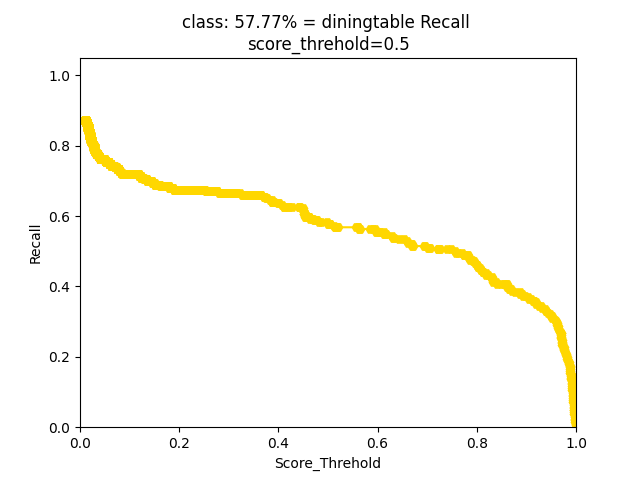 class: 57.77% = diningtable Recall
score_threhold=0.5
Recall
1.0
0.8
0.6
0.4
0.2
0.0
0.0 0.2 0.4 0.6 0.8 1.0
Score_Threhold